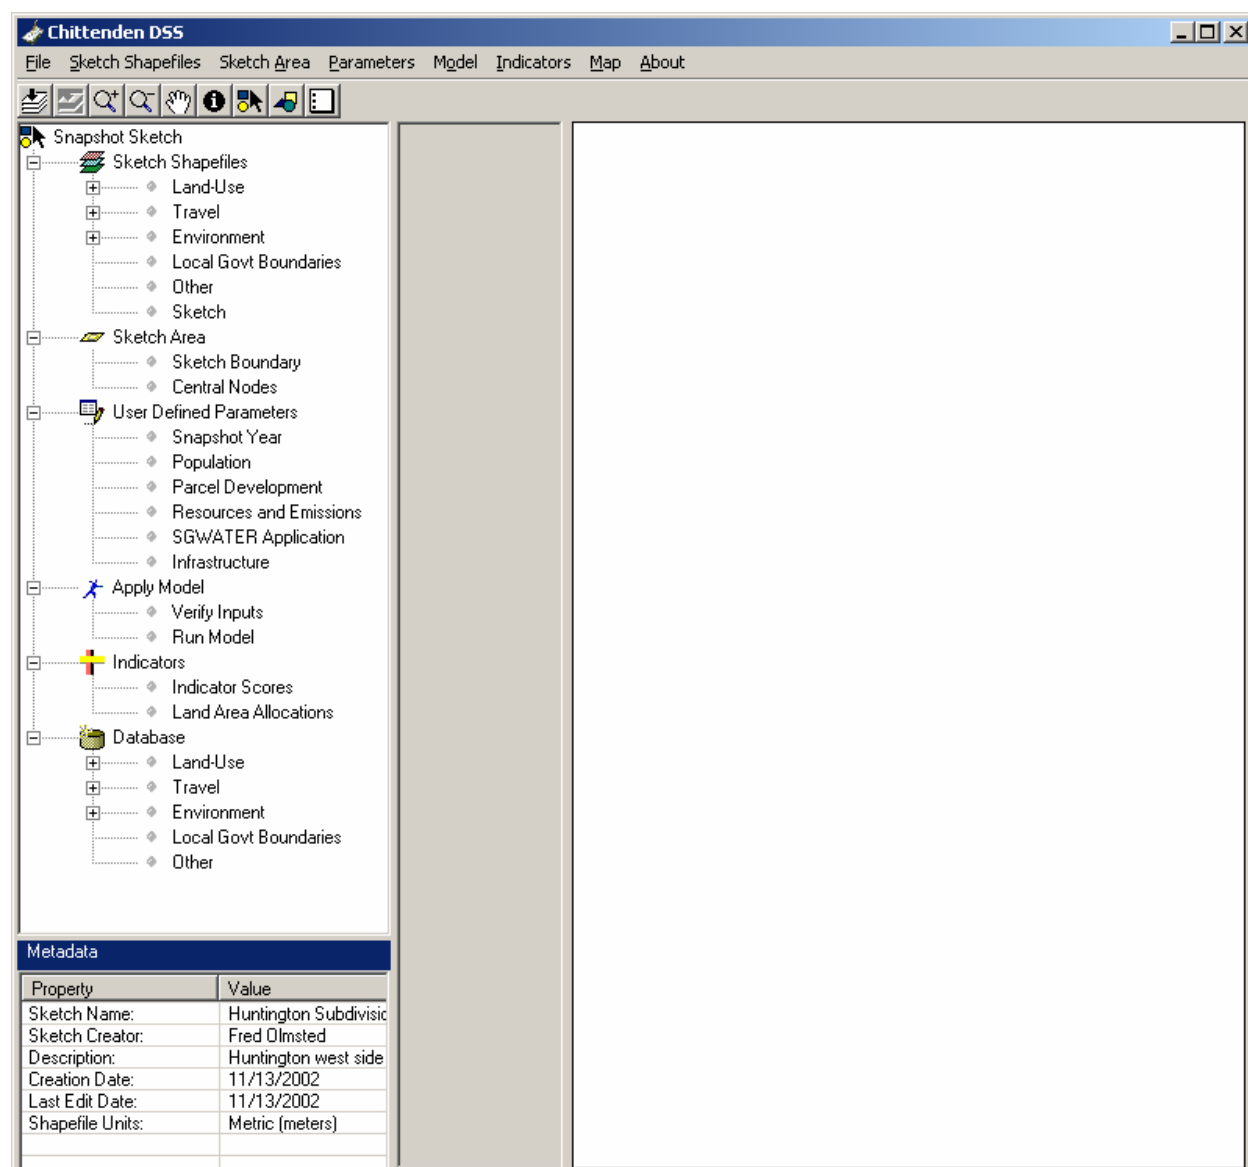 Chittenden DSS
File Sketch Shapefiles Sketch Area Parameters Model Indicators Map About
Snapshot Sketch
Sketch Shapefiles
Land-Use
Travel
Environment
Local Govt Boundaries
Other
Sketch
Sketch Area
Sketch Boundary
Central Nodes
User Defined Parameters
Snapshot Year
Population
Parcel Development
Resources and Emissions
SGWATER Application
Infrastructure
Apply Model
Verify Inputs
Run Model
Indicators
Indicator Scores
Land Area Allocations
Database
Land-Use
Travel
Environment
Local Govt Boundaries
Other
Metadata
Property Value
Sketch Name: Huntington Subdivisic
Sketch Creator: Fred Olmsted
Description: Huntington west side
Creation Date: 11/13/2002
Last Edit Date: 11/13/2002
Shapefile Units: Metric (meters)